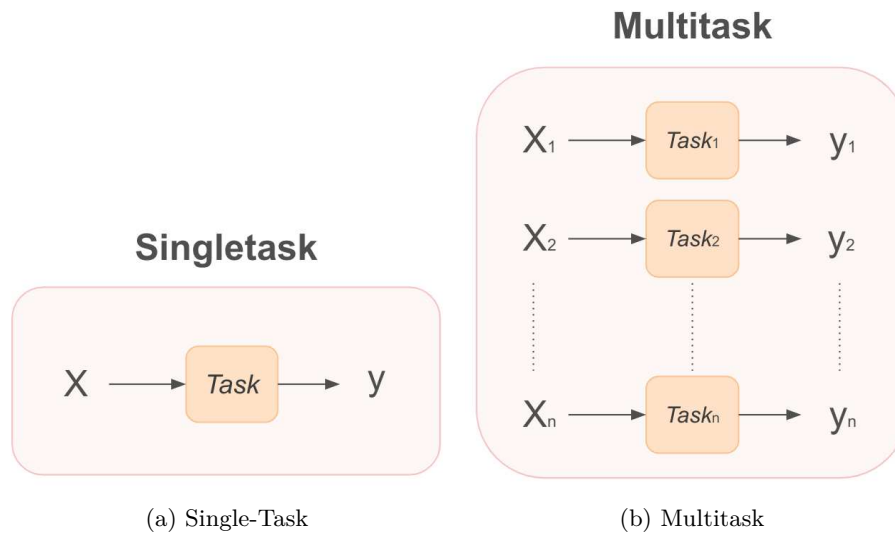 Singletask
X Task y
(a) Single-Task
Multitask
X1 Task1 y1
X2 Task2 y2
Xn Taskn yn
(b) Multitask